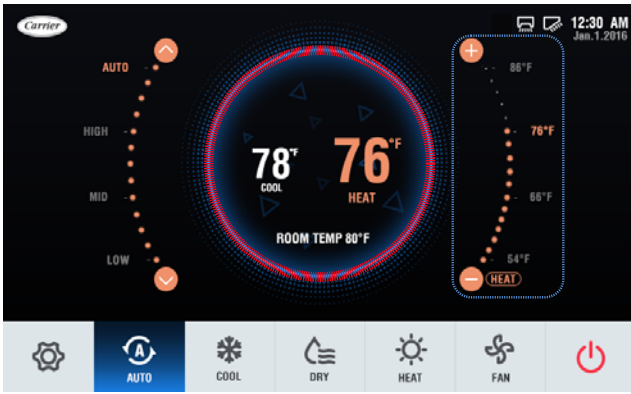 Carrier
12:30 AM
Jan.1.2016
AUTO
HIGH
MID
LOW
78°F
COOL
76°F
HEAT
ROOM TEMP 80°F
86°F
76°F
66°F
54°F
HEAT
A
AUTO
COOL
DRY
HEAT
FAN